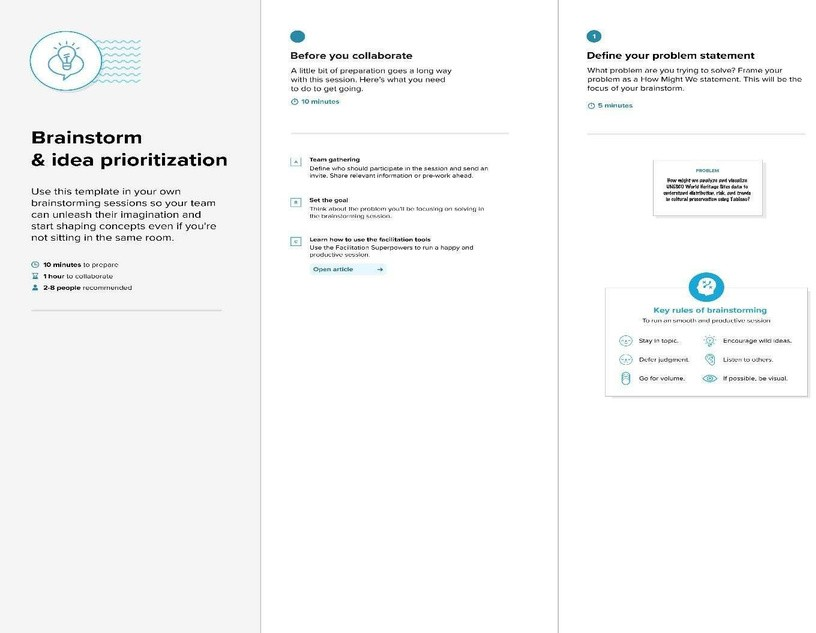 Brainstorm
& idea prioritization
Use this template in your own
brainstorming sessions so your team
can unleash their imagination and
start shaping concepts even if you're
not sitting in the same room.
10 minutes to prepare
1 hour to collaborate
2-8 people recommended
Before you collaborate
A little bit of preparation goes a long way
with this session. Here's what you need
to do to get going.
10 minutes
A
Team gathering
Define who should participate in the session and send an
invite. Share relevant information or pre-work ahead.
B
Set the goal
Think about the problem you'll be focusing on solving in
the brainstorming session.
C
Learn how to use the facilitation tools
Use the Facilitation Superpowers to run a happy and
productive session.
Open article
1
Define your problem statement
What problem are you trying to solve? Frame your
problem as a How Might We statement. This will be the
focus of your brainstorm.
5 minutes
PROBLEM
How might we analyze and visualize
UNESCO World Heritage Sites data to
understand distribution, risk, and trends
in cultural preservation using Tableau?
Key rules of brainstorming
To run an smooth and productive session
Stay in topic.
Encourage wild ideas.
Defer judgment.
Listen to others.
Go for volume.
If possible, be visual.